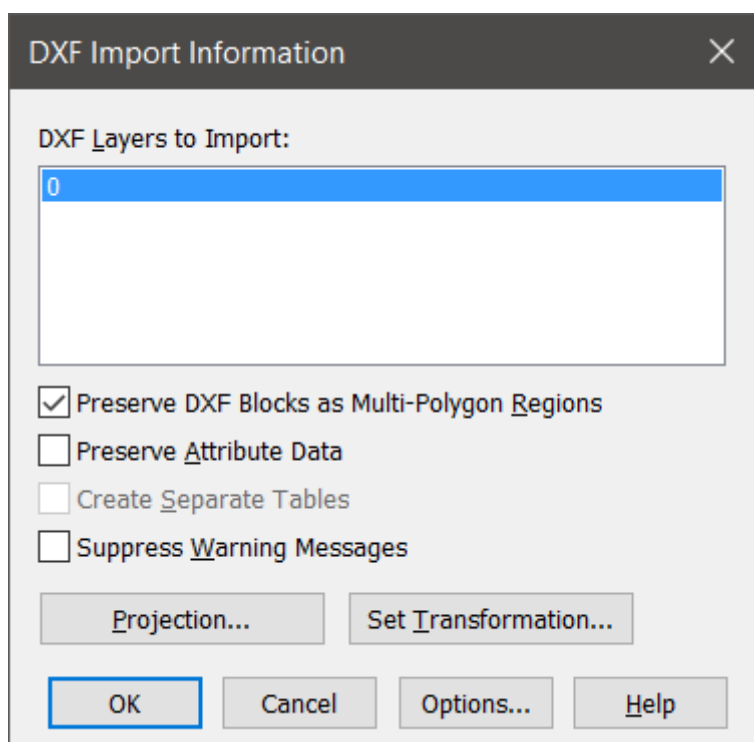 DXF Import Information
DXF Layers to Import:
0
Preserve DXF Blocks as Multi-Polygon Regions
Preserve Attribute Data
Create Separate Tables
Suppress Warning Messages
Projection... Set Transformation...
OK Cancel Options... Help